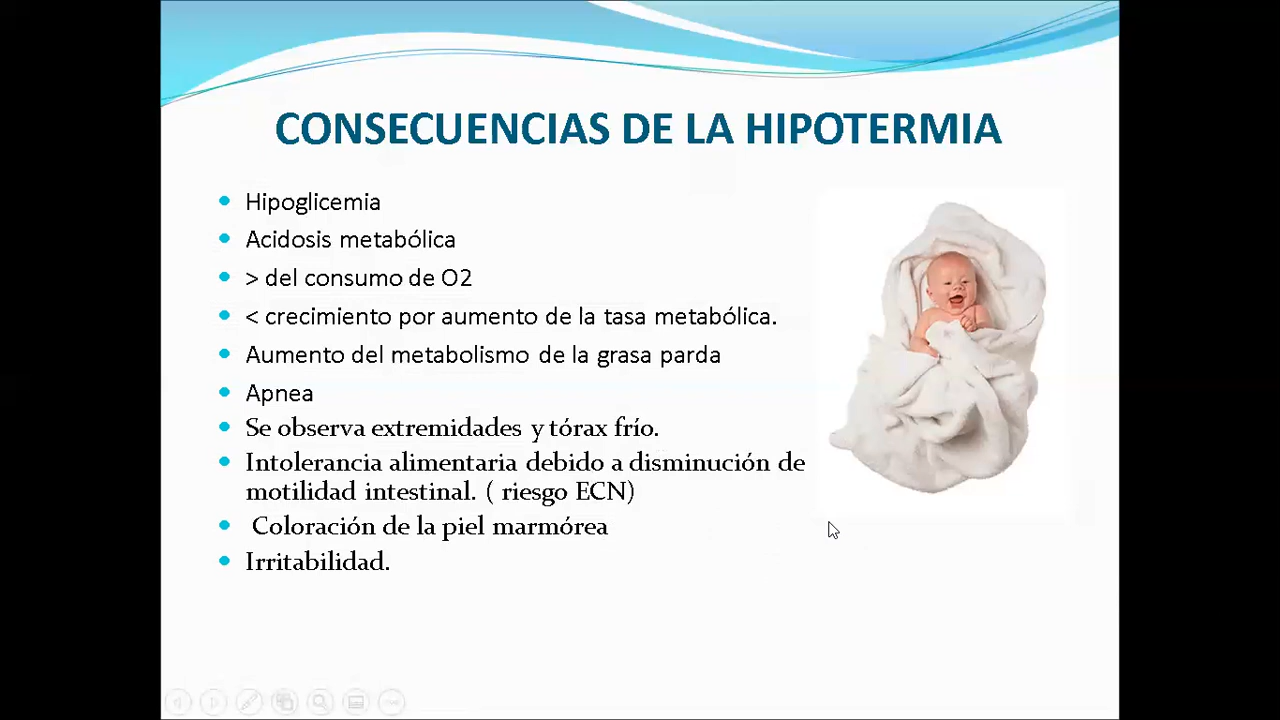 CONSECUENCIAS DE LA HIPOTERMIA
Hipoglicemia
Acidosis metabólica
> del consumo de O2
< crecimiento por aumento de la tasa metabólica.
Aumento del metabolismo de la grasa parda
Apnea
Se observa extremidades y tórax frío.
Intolerancia alimentaria debido a disminución de
motilidad intestinal. ( riesgo ECN)
Coloración de la piel marmórea
Irritabilidad.